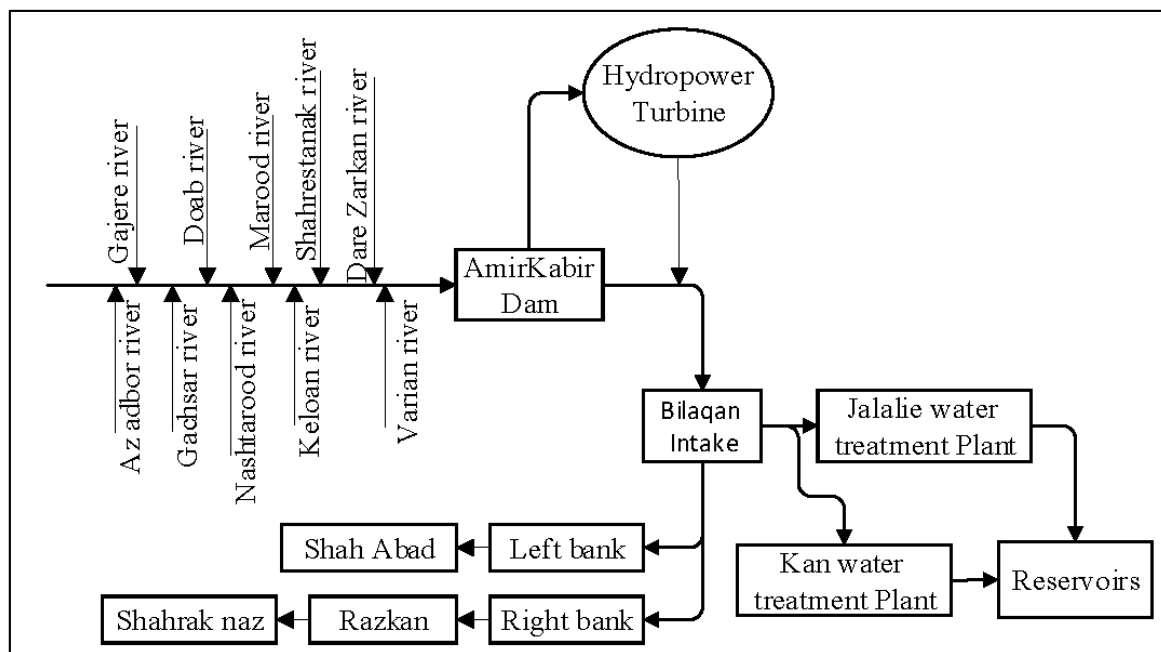 Hydropower
Turbine
Gajere river
Doab river
Marood river
Shahrestanak river
Dare Zarkan river
AmirKabir
Dam
Az adbor river
Gachsar river
Nashtarood river
Keloan river
Varian river
Bilaqan
Intake
Jalalie water
treatment Plant
Shah Abad
Left bank
Kan water
treatment Plant
Reservoirs
Shahrak naz
Razkan
Right bank